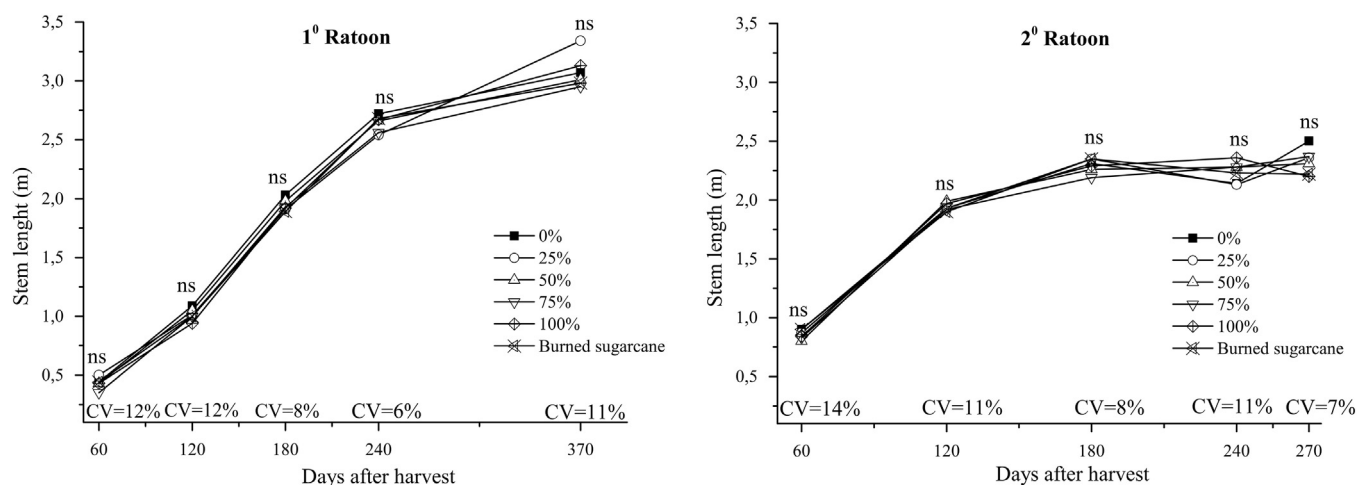 1⁰ Ratoon
Stem lenght (m)
3,5
3,0
2,5
2,0
1,5
1,0
0,5
ns
ns
ns
ns
ns
0%
25%
50%
75%
100%
Burned sugarcane
CV=12%
CV=12%
CV=8%
CV=6%
CV=11%
60
120
180
240
370
Days after harvest
2⁰ Ratoon
Stem length (m)
3,5
3,0
2,5
2,0
1,5
1,0
0,5
ns
ns
ns
ns
ns
0%
25%
50%
75%
100%
Burned sugarcane
CV=14%
CV=11%
CV=8%
CV=11%
CV=7%
60
120
180
240
270
Days after harvest